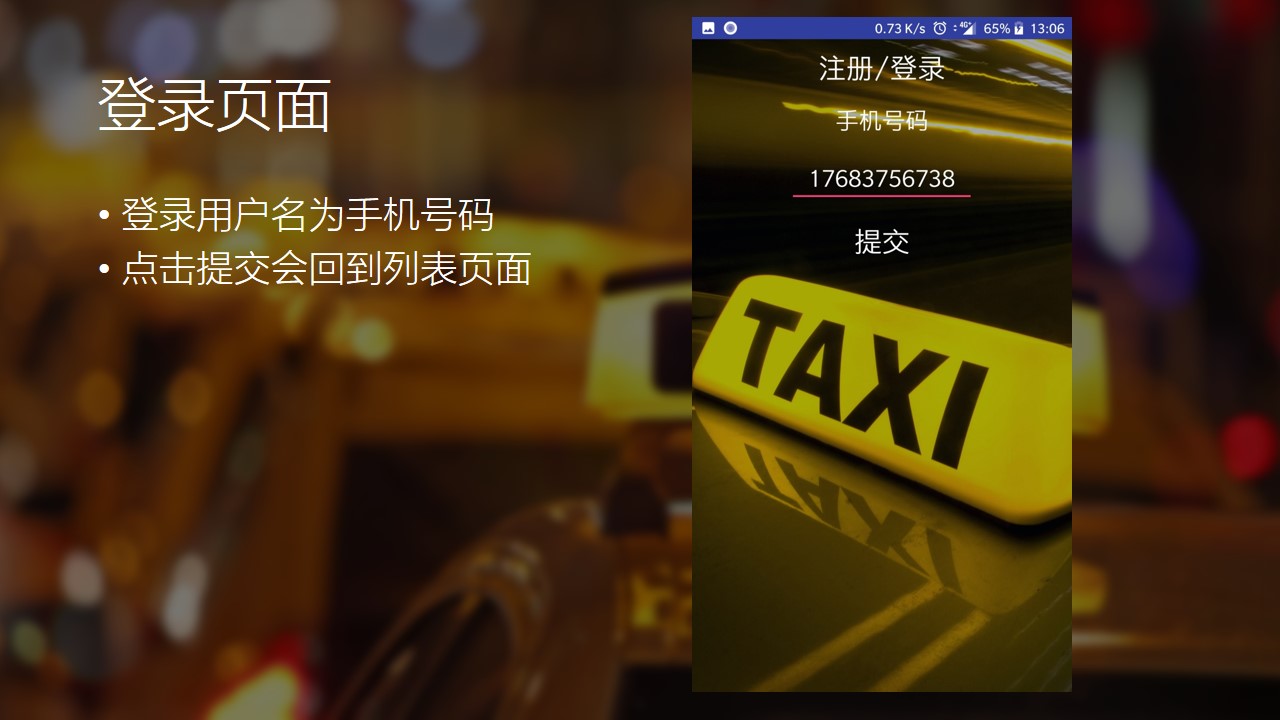 登录页面
• 登录用户名为手机号码
• 点击提交会回到列表页面
0.73 K/s 4G 65% 13:06
注册/登录
手机号码
17683756738
提交
TAXI
TAXI